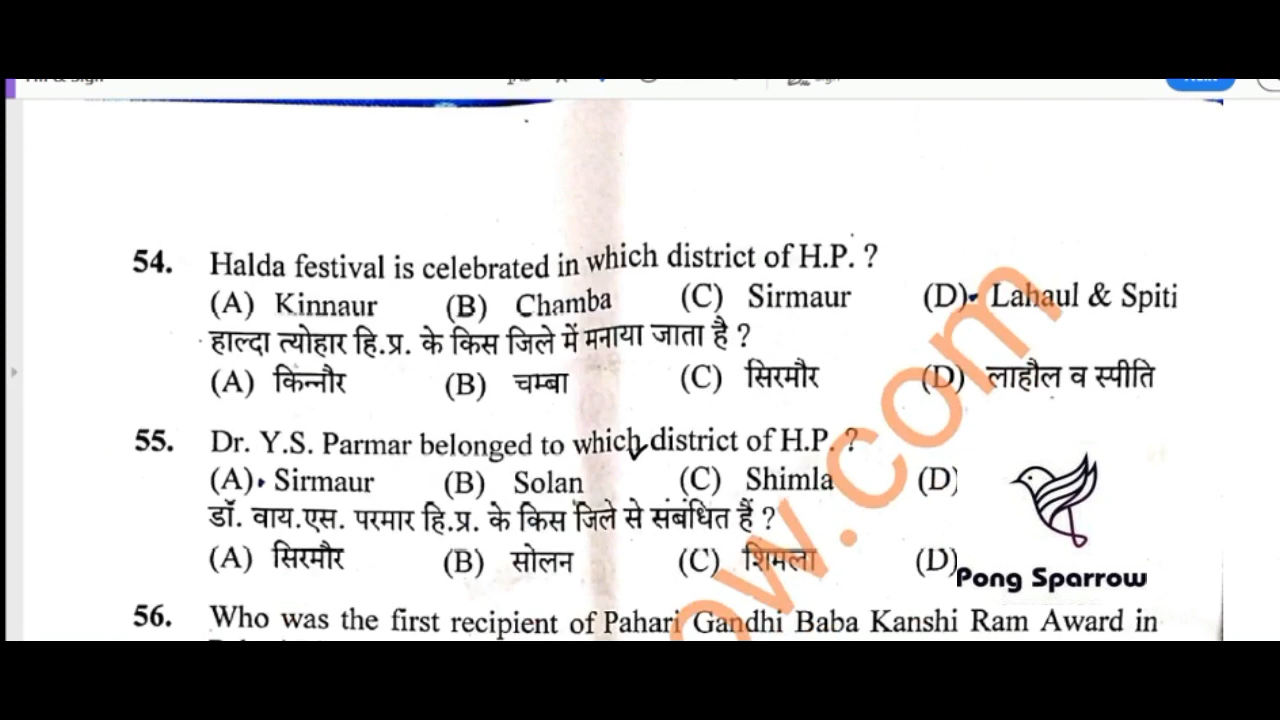 54. Halda festival is celebrated in which district of H.P. ?
(A) Kinnaur (B) Chamba (C) Sirmaur (D) Lahaul & Spiti
हाल्दा त्योहार हि.प्र. के किस जिले में मनाया जाता है ?
(A) किन्नौर (B) चम्बा (C) सिरमौर (D) लाहौल व स्पीति
55. Dr. Y.S. Parmar belonged to which district of H.P. ?
(A) Sirmaur (B) Solan (C) Shimla (D)
डॉ. वाय.एस. परमार हि.प्र. के किस जिले से संबंधित हैं ?
(A) सिरमौर (B) सोलन (C) शिमला (D)
Pong Sparrow
56. Who was the first recipient of Pahari Gandhi Baba Kanshi Ram Award in
ow.com